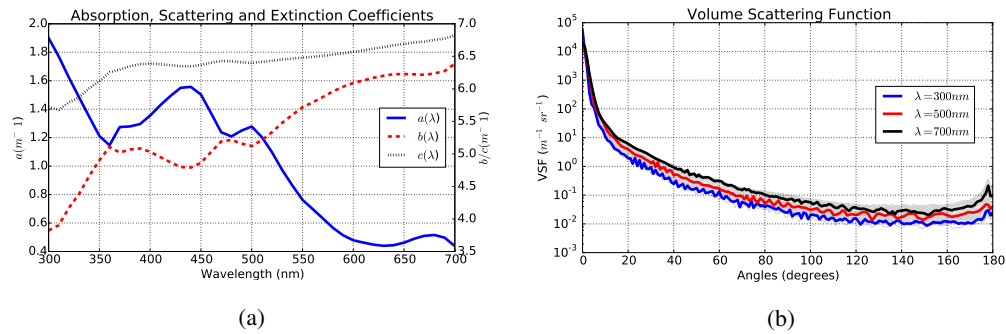 Absorption, Scattering and Extinction Coefficients
2.0
1.8
1.6
1.4
1.2
1.0
0.8
0.6
0.4
a(m⁻1)
7.0
6.5
6.0
5.5
5.0
4.5
4.0
3.5
b/c(m⁻1)
a(λ)
b(λ)
c(λ)
300 350 400 450 500 550 600 650 700
Wavelength (nm)
(a)
Volume Scattering Function
10⁵
10⁴
10³
10²
10¹
10⁰
10⁻¹
10⁻²
10⁻³
VSF (m⁻¹ sr⁻¹)
λ=300nm
λ=500nm
λ=700nm
0 20 40 60 80 100 120 140 160 180
Angles (degrees)
(b)